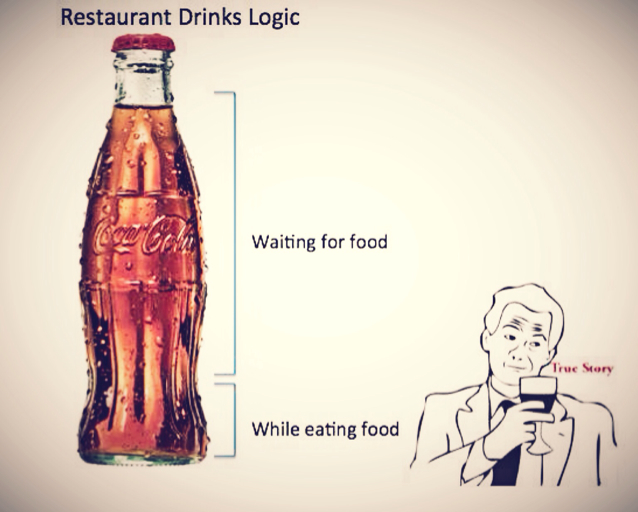 Restaurant Drinks Logic
Coca-Cola
Waiting for food
True Story
While eating food